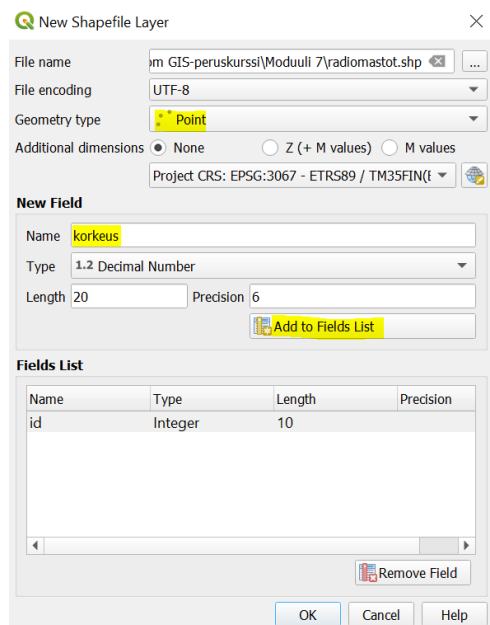 New Shapefile Layer
File name om GIS-peruskurssi\Moduuli 7\radiomastot.shp ...
File encoding UTF-8
Geometry type Point
Additional dimensions None Z (+ M values) M values
Project CRS: EPSG:3067 - ETRS89 / TM35FIN(E
New Field
Name korkeus
Type 1.2 Decimal Number
Length 20 Precision 6
Add to Fields List
Fields List
Name Type Length Precision
id Integer 10
Remove Field
OK Cancel Help